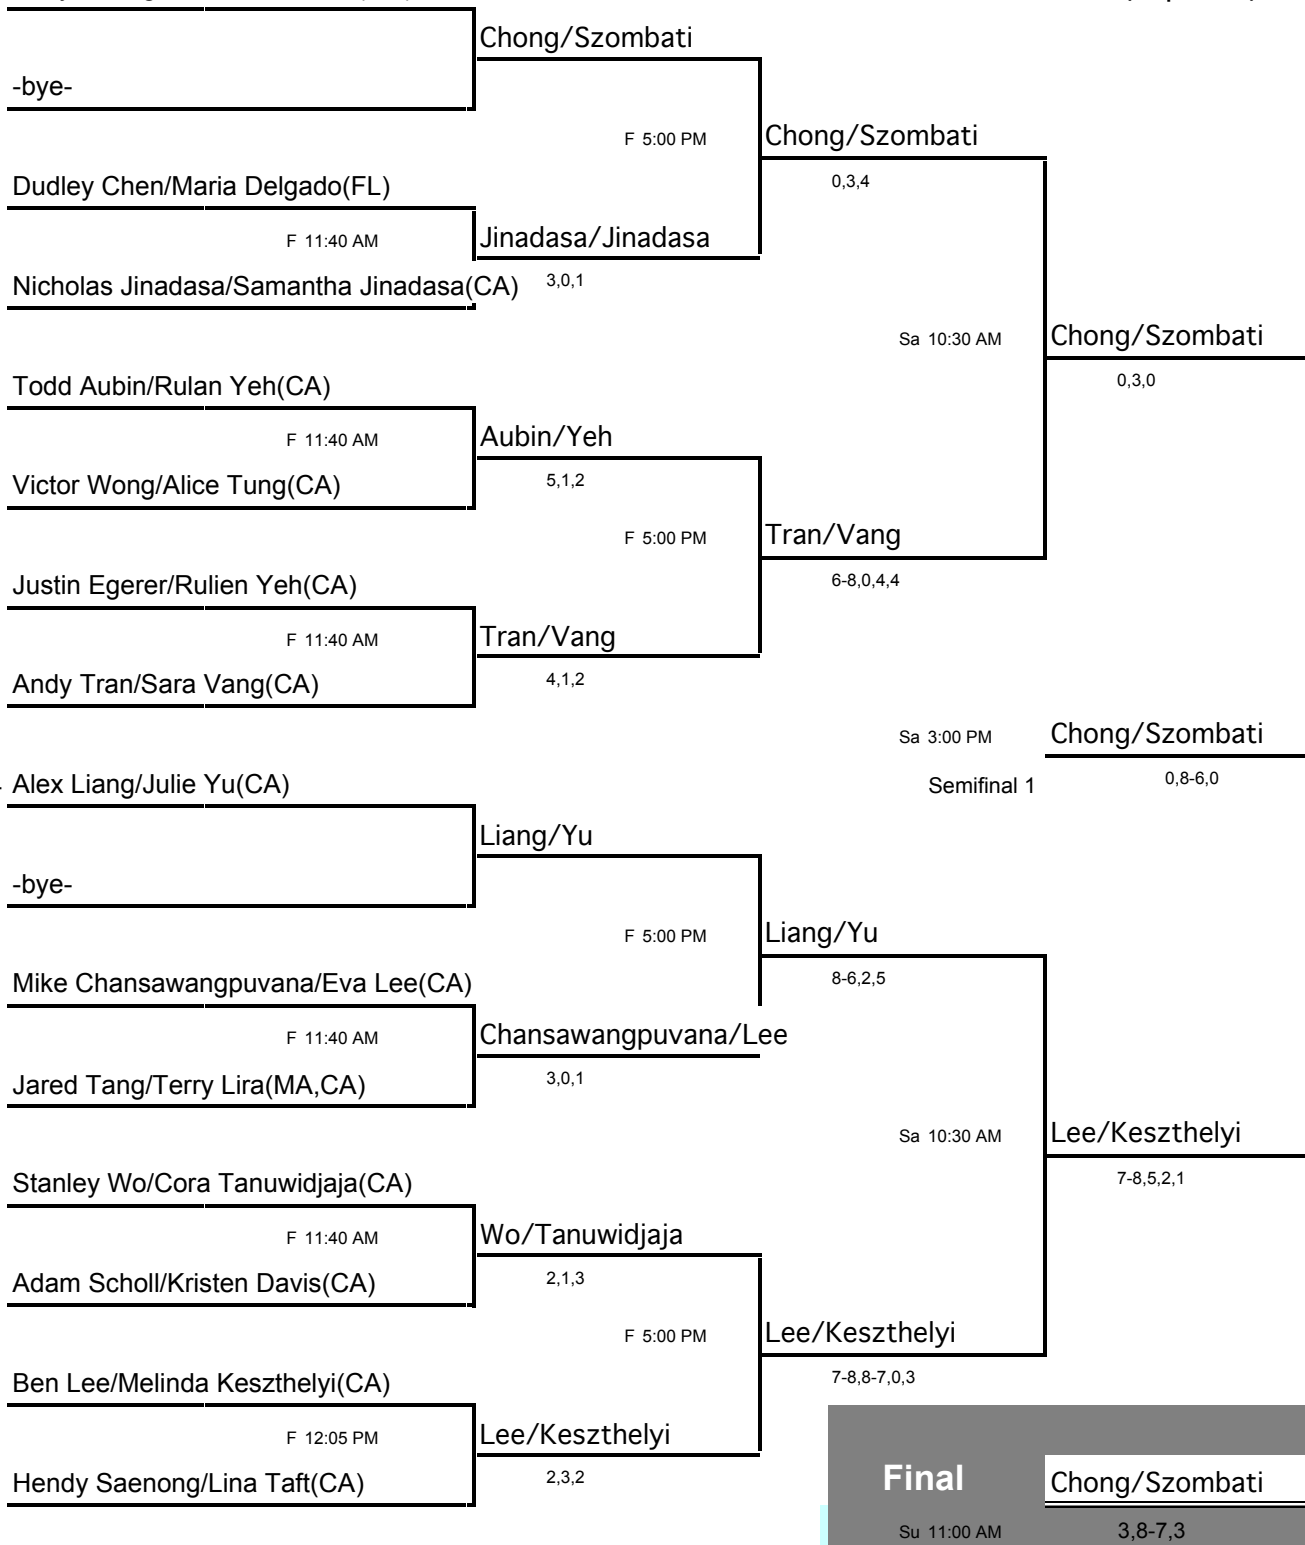 Chong/Szombati
-bye-
F 5:00 PM
Chong/Szombati
0,3,4
Dudley Chen/Maria Delgado(FL)
F 11:40 AM
Jinadasa/Jinadasa
3,0,1
Nicholas Jinadasa/Samantha Jinadasa(CA)
Sa 10:30 AM
Chong/Szombati
0,3,0
Todd Aubin/Rulan Yeh(CA)
F 11:40 AM
Aubin/Yeh
5,1,2
Victor Wong/Alice Tung(CA)
F 5:00 PM
Tran/Vang
6-8,0,4,4
Justin Egerer/Rulien Yeh(CA)
F 11:40 AM
Tran/Vang
4,1,2
Andy Tran/Sara Vang(CA)
Sa 3:00 PM
Chong/Szombati
Semifinal 1
0,8-6,0
Alex Liang/Julie Yu(CA)
Liang/Yu
-bye-
F 5:00 PM
Liang/Yu
8-6,2,5
Mike Chansawangpuvana/Eva Lee(CA)
F 11:40 AM
Chansawangpuvana/Lee
3,0,1
Jared Tang/Terry Lira(MA,CA)
Sa 10:30 AM
Lee/Keszthelyi
7-8,5,2,1
Stanley Wo/Cora Tanuwidjaja(CA)
F 11:40 AM
Wo/Tanuwidjaja
2,1,3
Adam Scholl/Kristen Davis(CA)
F 5:00 PM
Lee/Keszthelyi
7-8,8-7,0,3
Ben Lee/Melinda Keszthelyi(CA)
F 12:05 PM
Lee/Keszthelyi
2,3,2
Hendy Saenong/Lina Taft(CA)
Final
Chong/Szombati
Su 11:00 AM
3,8-7,3